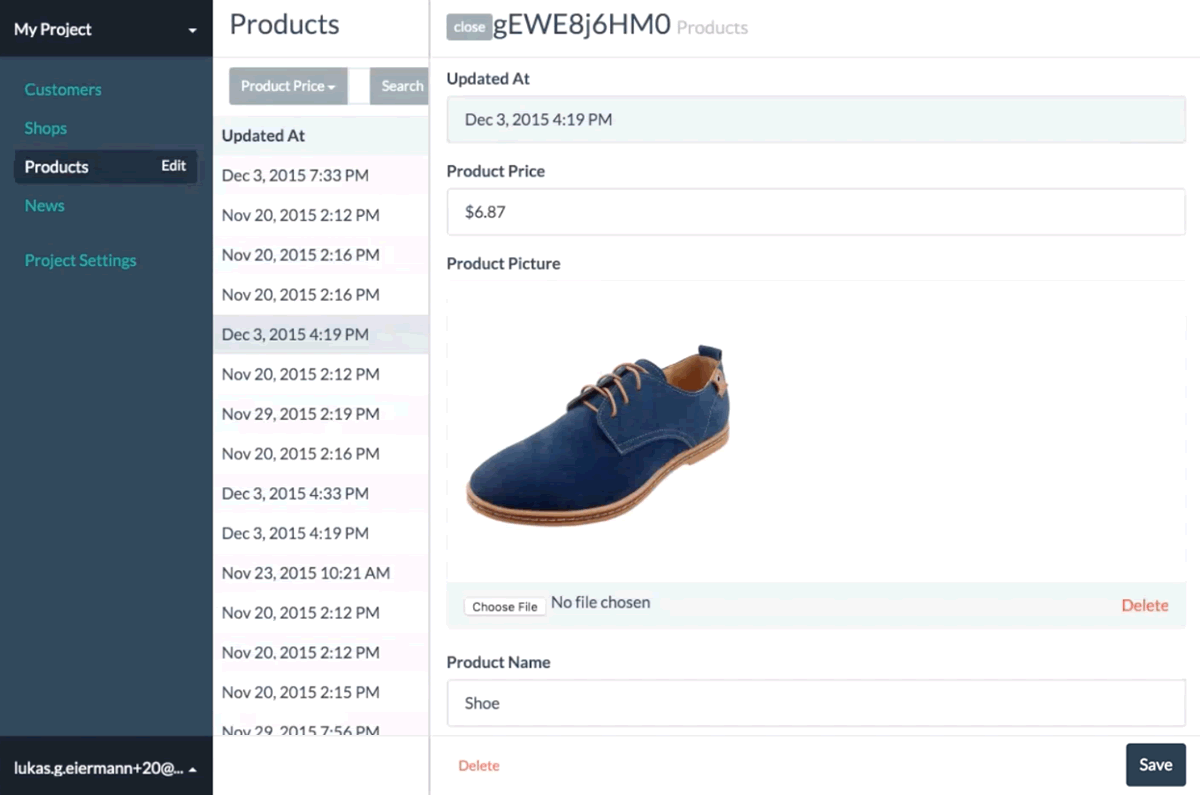 My Project
Customers
Shops
Products Edit
News
Project Settings
lukas.g.eiermann+20@...
Products
Product Price Search
Updated At
Dec 3, 2015 7:33 PM
Nov 20, 2015 2:12 PM
Nov 20, 2015 2:16 PM
Nov 20, 2015 2:16 PM
Dec 3, 2015 4:19 PM
Nov 20, 2015 2:12 PM
Nov 29, 2015 2:19 PM
Nov 20, 2015 2:16 PM
Dec 3, 2015 4:33 PM
Dec 3, 2015 4:19 PM
Nov 23, 2015 10:21 AM
Nov 20, 2015 2:12 PM
Nov 20, 2015 2:12 PM
Nov 20, 2015 2:15 PM
Nov 29, 2015 7:56 PM
close gEWE8j6HM0 Products
Updated At
Dec 3, 2015 4:19 PM
Product Price
$6.87
Product Picture
Choose File No file chosen Delete
Product Name
Shoe
Delete Save